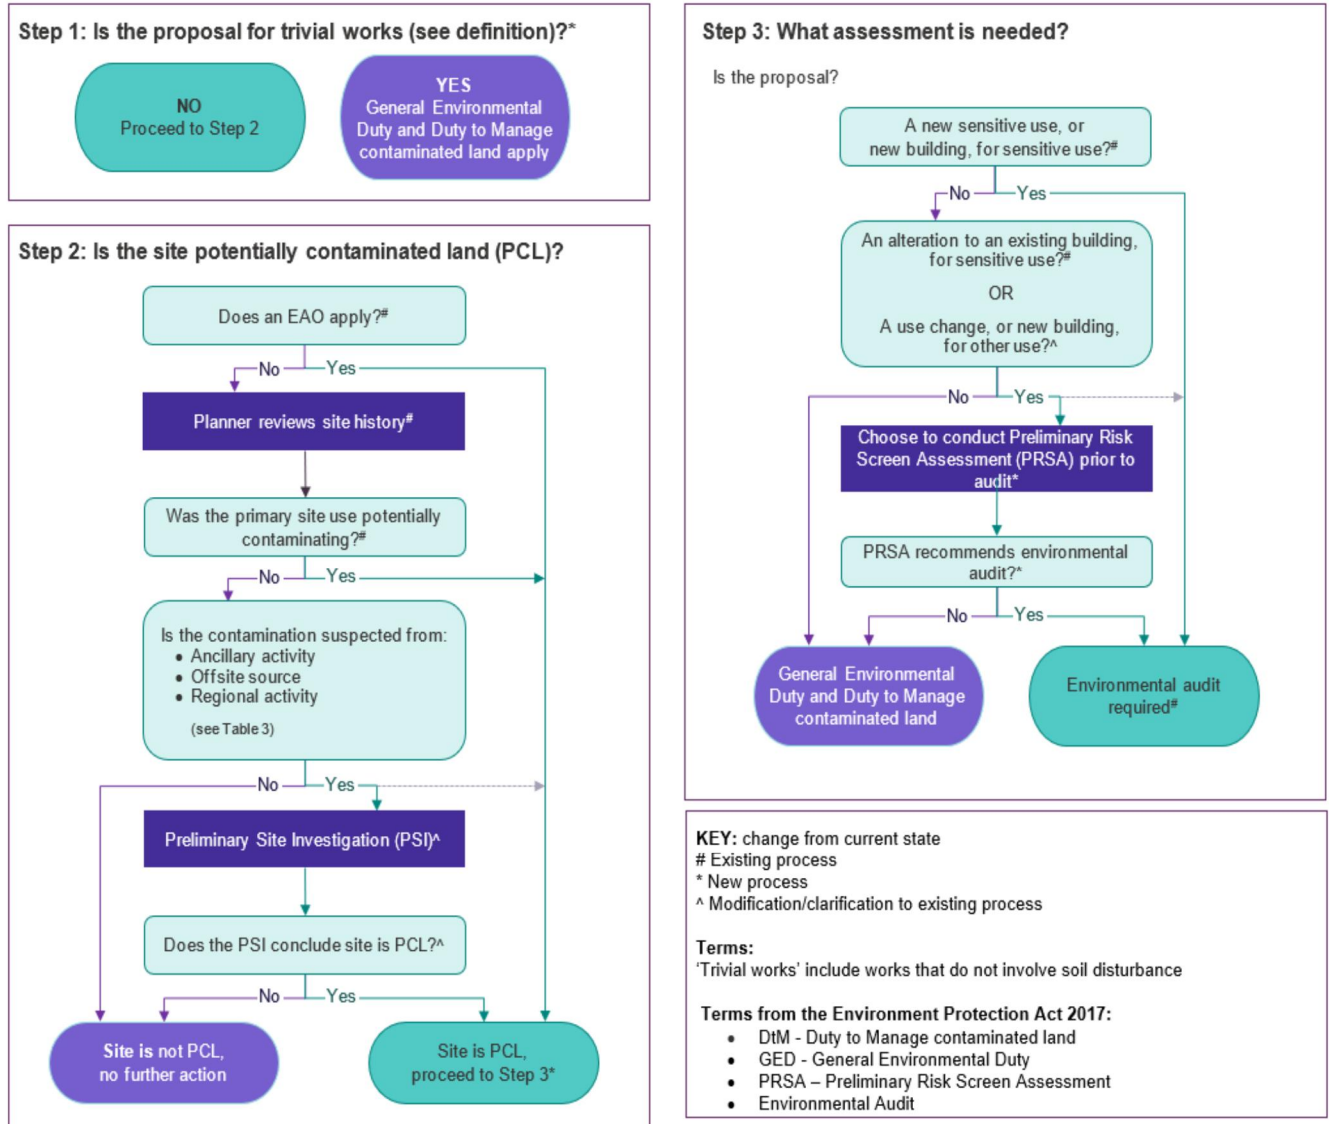 Step 1: Is the proposal for trivial works (see definition)?*
NO
Proceed to Step 2
YES
General Environmental
Duty and Duty to Manage
contaminated land apply
Step 2: Is the site potentially contaminated land (PCL)?
Does an EAO apply?#
No
Yes
Planner reviews site history#
Was the primary site use potentially
contaminating?#
No
Yes
Is the contamination suspected from:
• Ancillary activity
• Offsite source
• Regional activity
(see Table 3)
No
Yes
Preliminary Site Investigation (PSI)^
Does the PSI conclude site is PCL?^
No
Yes
Site is not PCL,
no further action
Site is PCL,
proceed to Step 3*
Step 3: What assessment is needed?
Is the proposal?
A new sensitive use, or
new building, for sensitive use?#
No
Yes
An alteration to an existing building,
for sensitive use?#
OR
A use change, or new building,
for other use?^
No
Yes
Choose to conduct Preliminary Risk
Screen Assessment (PRSA) prior to
audit*
PRSA recommends environmental
audit?*
No
Yes
General Environmental
Duty and Duty to Manage
contaminated land
Environmental audit
required#
KEY: change from current state
# Existing process
* New process
^ Modification/clarification to existing process
Terms:
‘Trivial works’ include works that do not involve soil disturbance
Terms from the Environment Protection Act 2017:
• DtM - Duty to Manage contaminated land
• GED - General Environmental Duty
• PRSA – Preliminary Risk Screen Assessment
• Environmental Audit